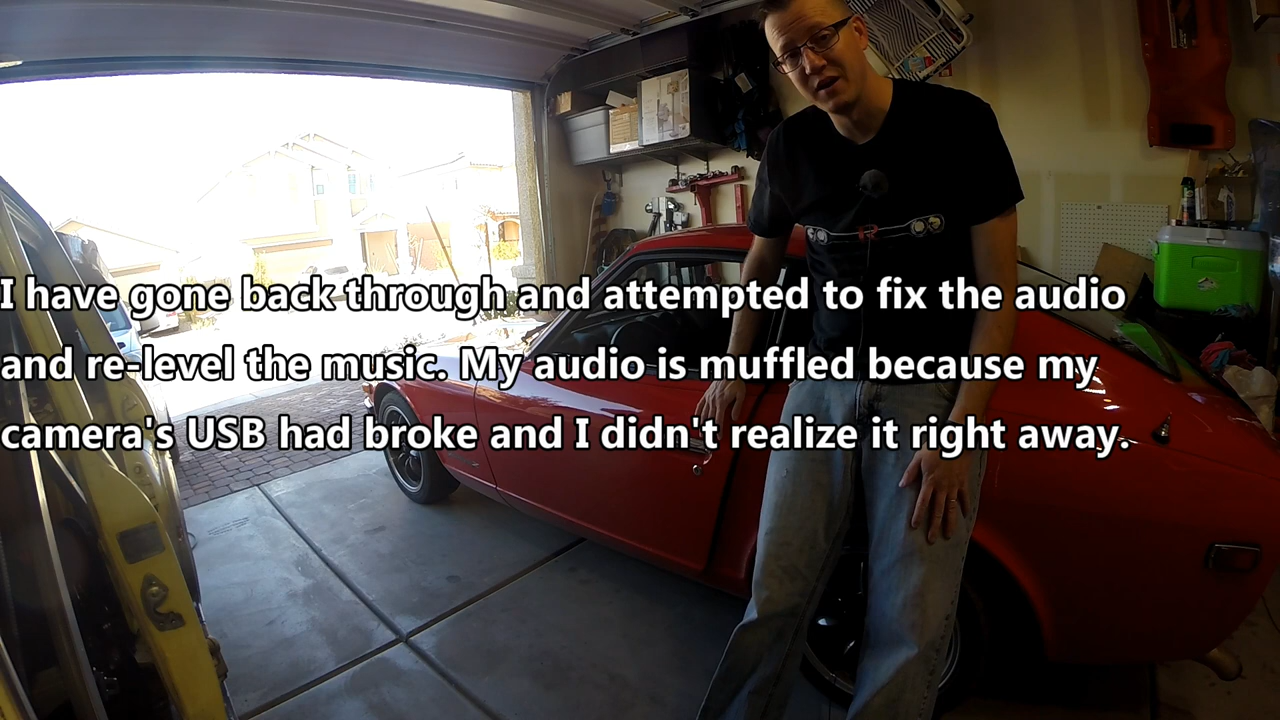 I have gone back through and attempted to fix the audio
and re-level the music. My audio is muffled because my
camera's USB had broke and I didn't realize it right away.